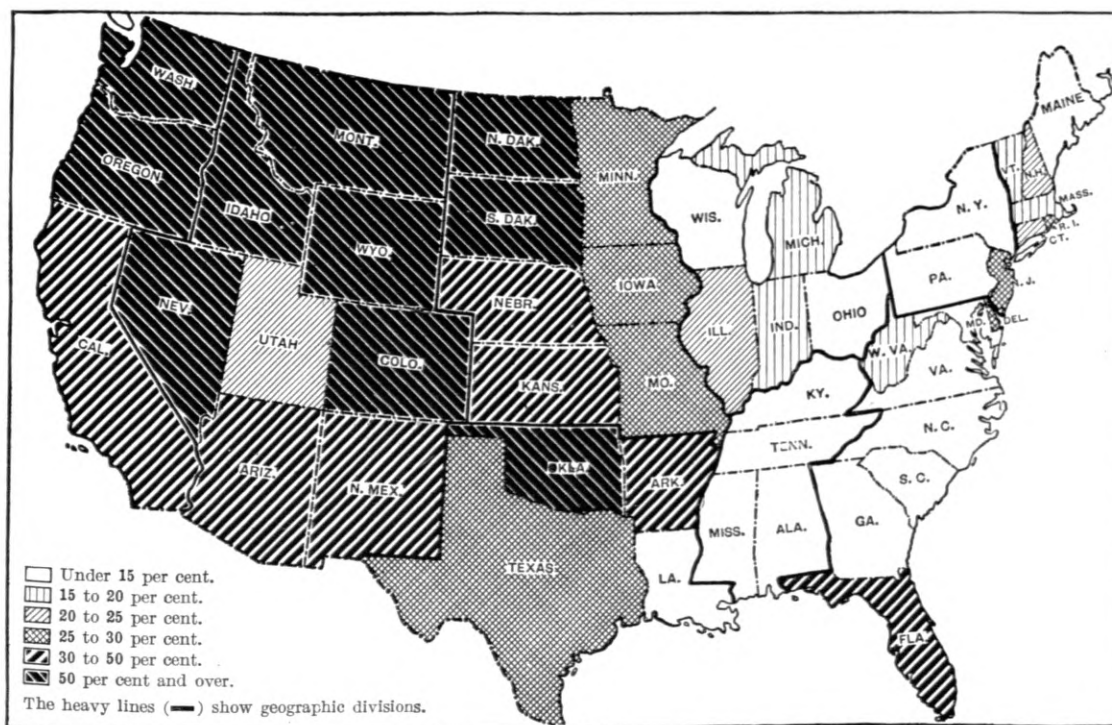 WASH.
OREGON
IDAHO
MONT.
WYO.
N. DAK.
S. DAK.
NEBR.
KANS.
CAL.
NEV.
UTAH
COLO.
ARIZ.
N. MEX.
TEXAS
OKLA.
ARK.
LA.
MINN.
IOWA
MO.
WIS.
ILL.
MICH.
IND.
OHIO
KY.
TENN.
MISS.
ALA.
GA.
FLA.
S. C.
N. C.
VA.
W. VA.
MD.
DEL.
PA.
N. J.
N. Y.
CT.
R. I.
MASS.
VT.
N. H.
MAINE
Under 15 per cent.
15 to 20 per cent.
20 to 25 per cent.
25 to 30 per cent.
30 to 50 per cent.
50 per cent and over.
The heavy lines (━) show geographic divisions.